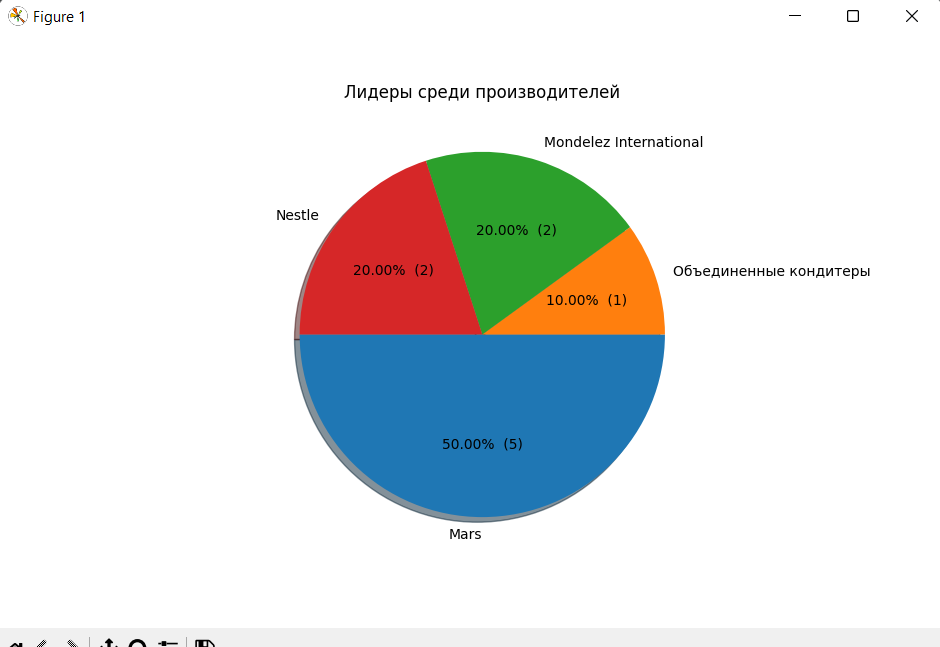 Figure 1
Лидеры среди производителей
Mondelez International
Nestle
20.00% (2)
20.00% (2)
Объединенные кондитеры
10.00% (1)
50.00% (5)
Mars